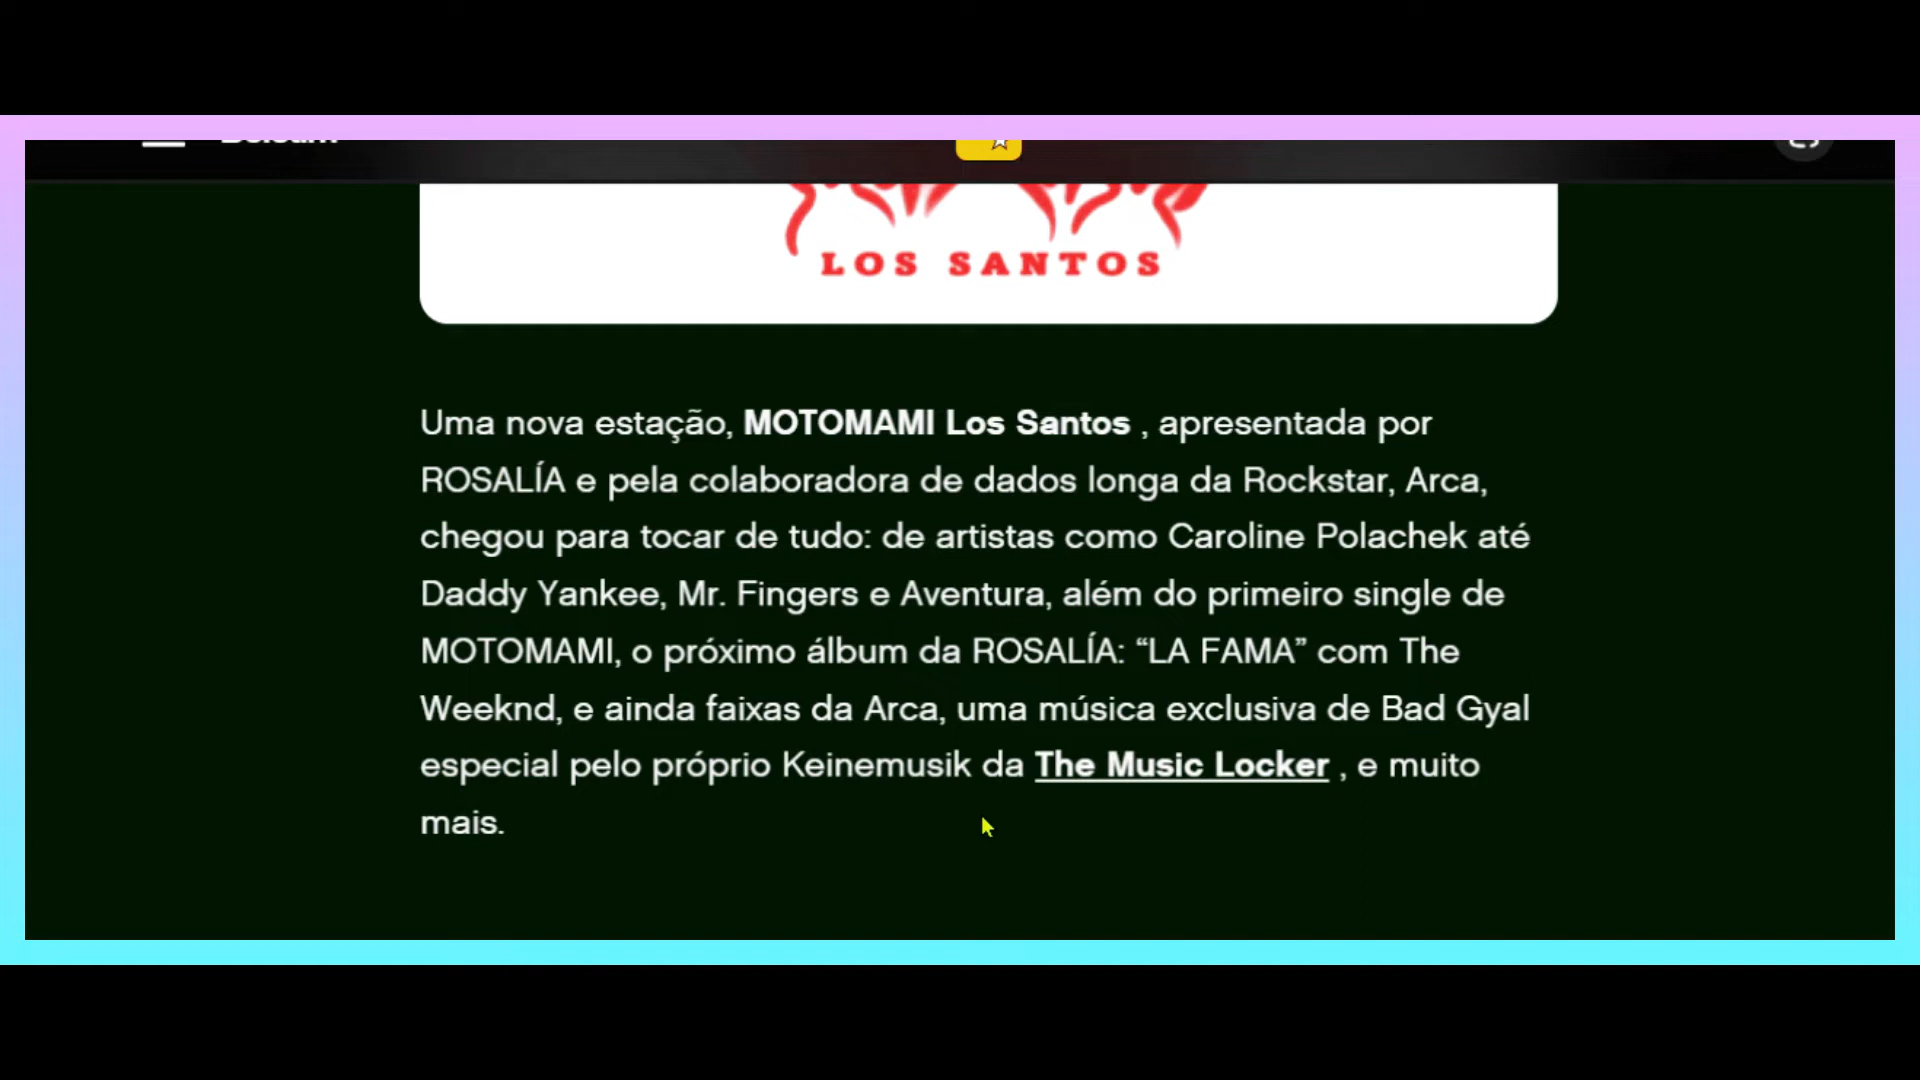 LOS SANTOS
Uma nova estação, MOTOMAMI Los Santos , apresentada por
ROSALÍA e pela colaboradora de dados longa da Rockstar, Arca,
chegou para tocar de tudo: de artistas como Caroline Polachek até
Daddy Yankee, Mr. Fingers e Aventura, além do primeiro single de
MOTOMAMI, o próximo álbum da ROSALÍA: “LA FAMA” com The
Weeknd, e ainda faixas da Arca, uma música exclusiva de Bad Gyal
especial pelo próprio Keinemusik da The Music Locker , e muito
mais.